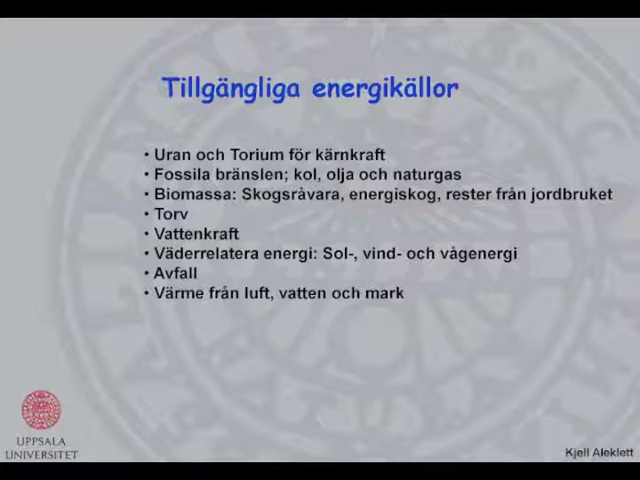 Tillgängliga energikällor
• Uran och Torium för kärnkraft
• Fossila bränslen; kol, olja och naturgas
• Biomassa: Skogsråvara, energiskog, rester från jordbruket
• Torv
• Vattenkraft
• Väderrelatera energi: Sol-, vind- och vågenergi
• Avfall
• Värme från luft, vatten och mark
UPPSALA
UNIVERSITET
Kjell Aleklett